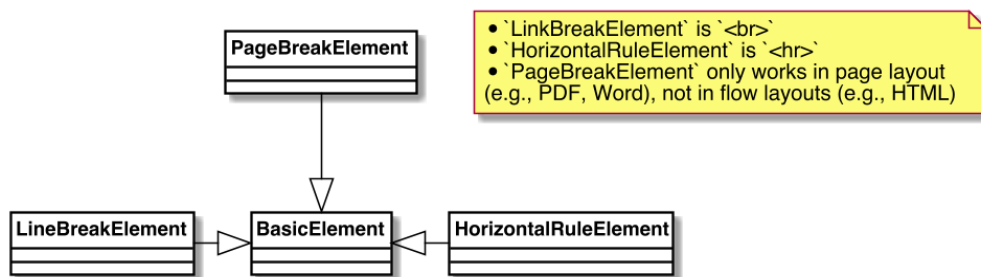 • `LinkBreakElement` is `<br>`
• `HorizontalRuleElement` is `<hr>`
• `PageBreakElement` only works in page layout
(e.g., PDF, Word), not in flow layouts (e.g., HTML)
PageBreakElement
LineBreakElement
BasicElement
HorizontalRuleElement